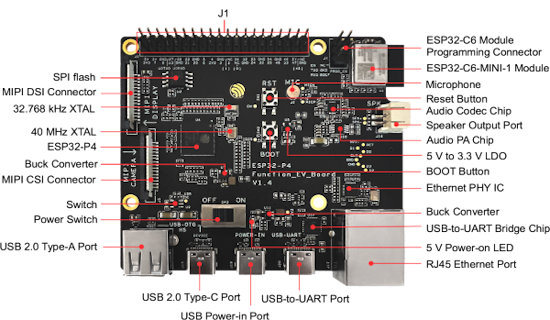 J1
SPI flash
MIPI DSI Connector
32.768 kHz XTAL
40 MHz XTAL
ESP32-P4
Buck Converter
MIPI CSI Connector
Switch
Power Switch
USB 2.0 Type-A Port
USB 2.0 Type-C Port
USB Power-in Port
USB-to-UART Port
ESP32-C6 Module
Programming Connector
ESP32-C6-MINI-1 Module
Microphone
Reset Button
Audio Codec Chip
Speaker Output Port
Audio PA Chip
5 V to 3.3 V LDO
BOOT Button
Ethernet PHY IC
Buck Converter
USB-to-UART Bridge Chip
5 V Power-on LED
RJ45 Ethernet Port
MIPI
DISPLAY
RST
MIC
SPK
BOOT
ESP32-P4
Function_EV_Board
V1.4
MIPI
CAMERA
OFF
ON
USB-OTG
HS
POWER-IN
USB-UART